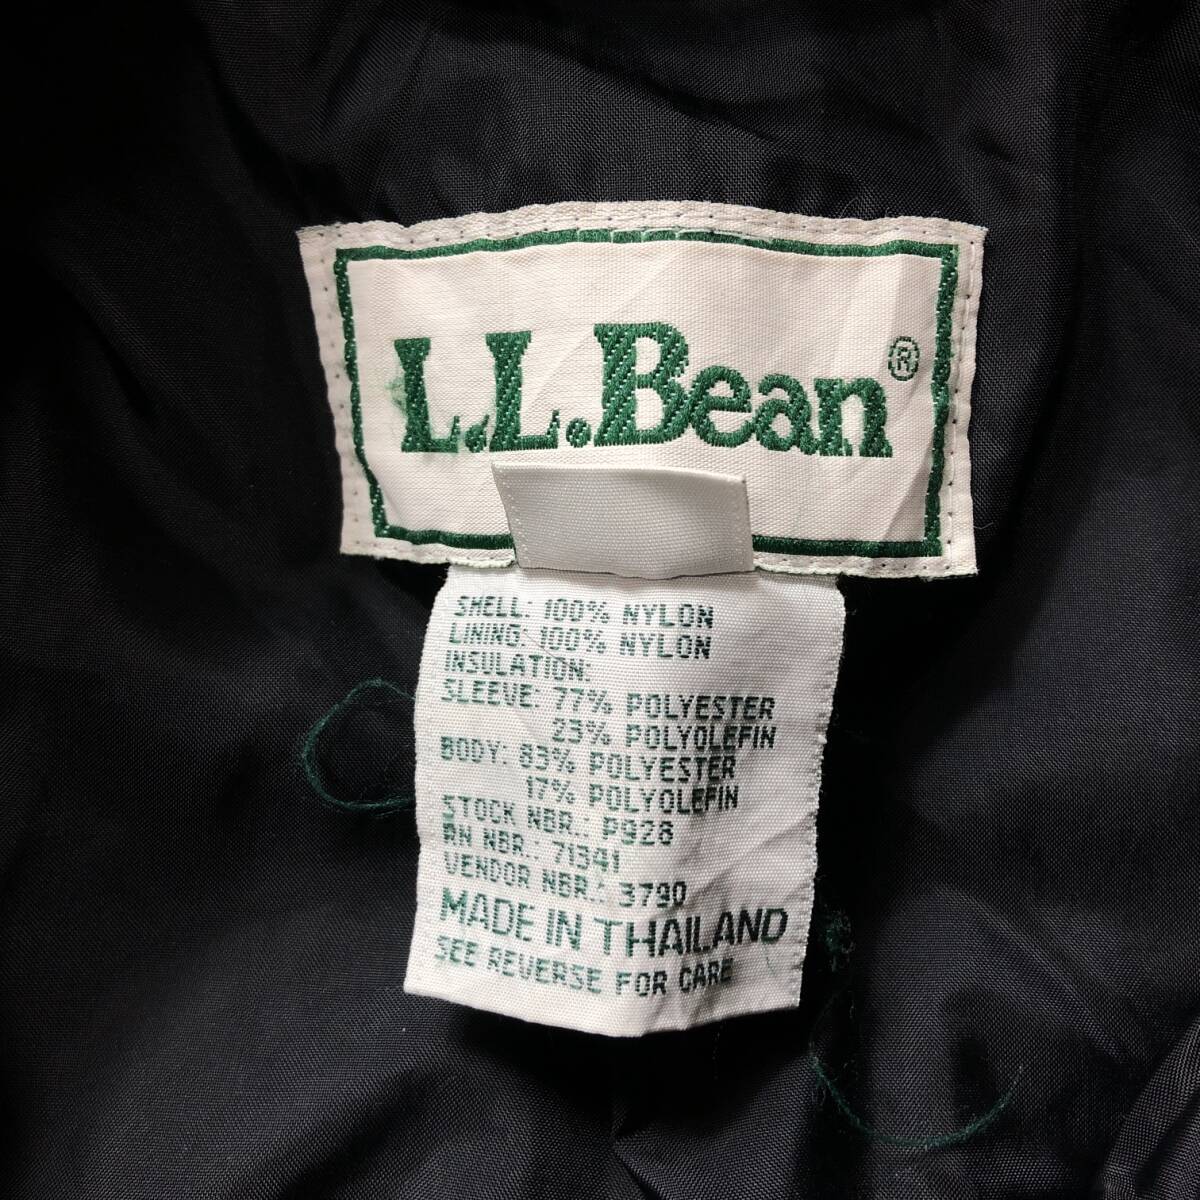 L.L.Bean®
SHELL: 100% NYLON
LINING: 100% NYLON
INSULATION:
SLEEVE: 77% POLYESTER
23% POLYOLEFIN
BODY: 83% POLYESTER
17% POLYOLEFIN
STOCK NBR.: P928
RN NBR.: 71341
VENDOR NBR.: 3790
MADE IN THAILAND
SEE REVERSE FOR CARE